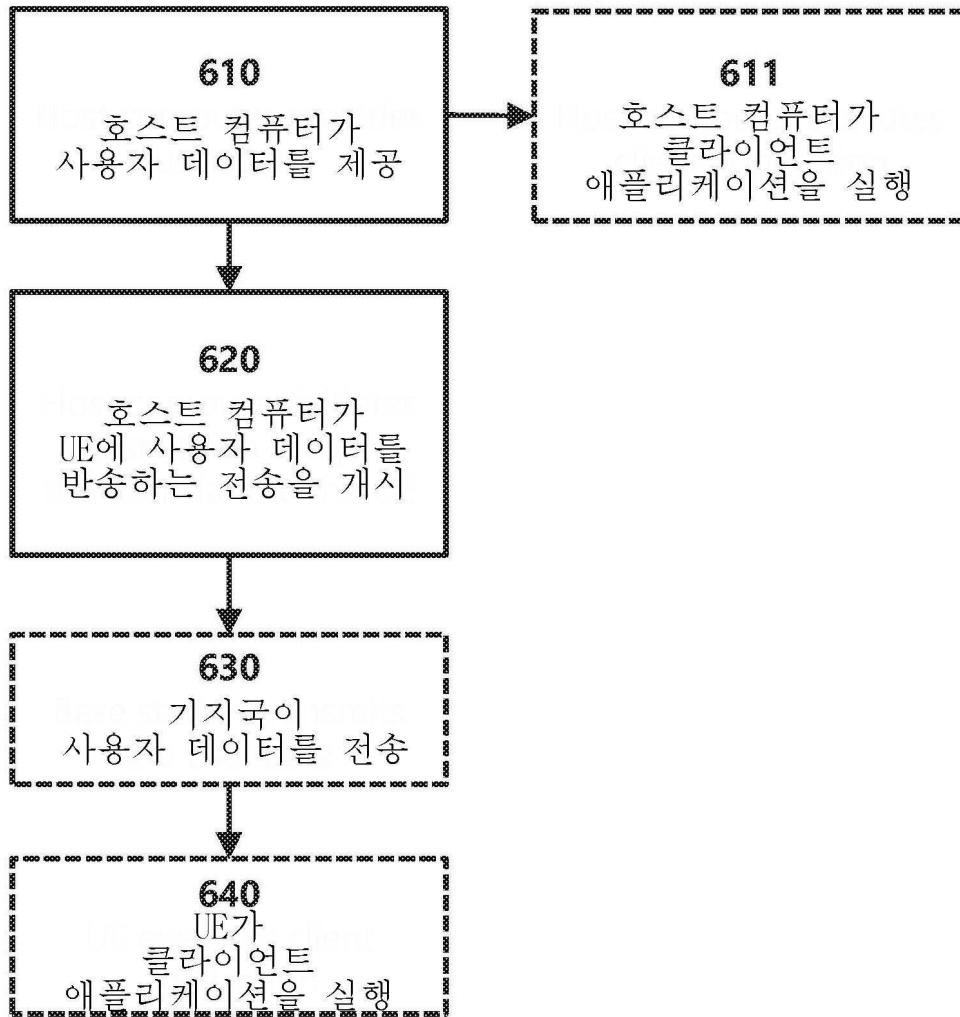 610
호스트 컴퓨터가
사용자 데이터를 제공
611
호스트 컴퓨터가
클라이언트
애플리케이션을 실행
620
호스트 컴퓨터가
UE에 사용자 데이터를
반송하는 전송을 개시
630
기지국이
사용자 데이터를 전송
640
UE가
클라이언트
애플리케이션을 실행